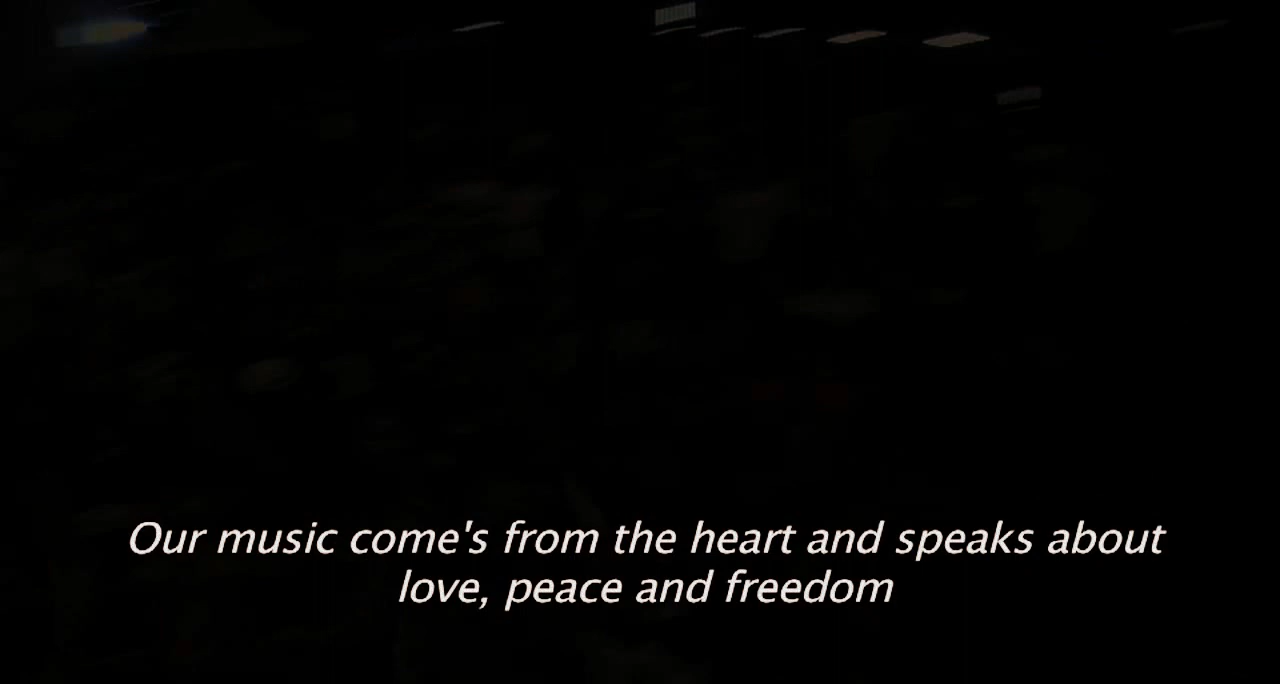 Our music come's from the heart and speaks about
love, peace and freedom